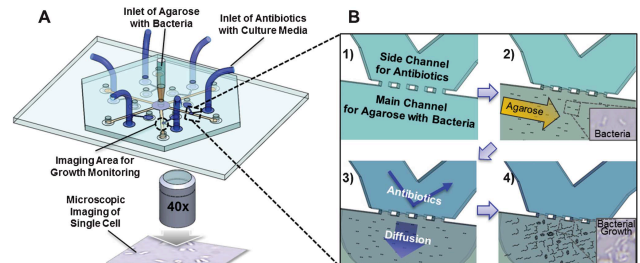 A
Inlet of Agarose
with Bacteria
Inlet of Antibiotics
with Culture Media
Imaging Area for
Growth Monitoring
40x
Microscopic
Imaging of
Single Cell
B
1)
Side Channel
for Antibiotics
Main Channel
for Agarose with Bacteria
2)
Agarose
Bacteria
3)
Antibiotics
Diffusion
4)
Bacterial
Growth